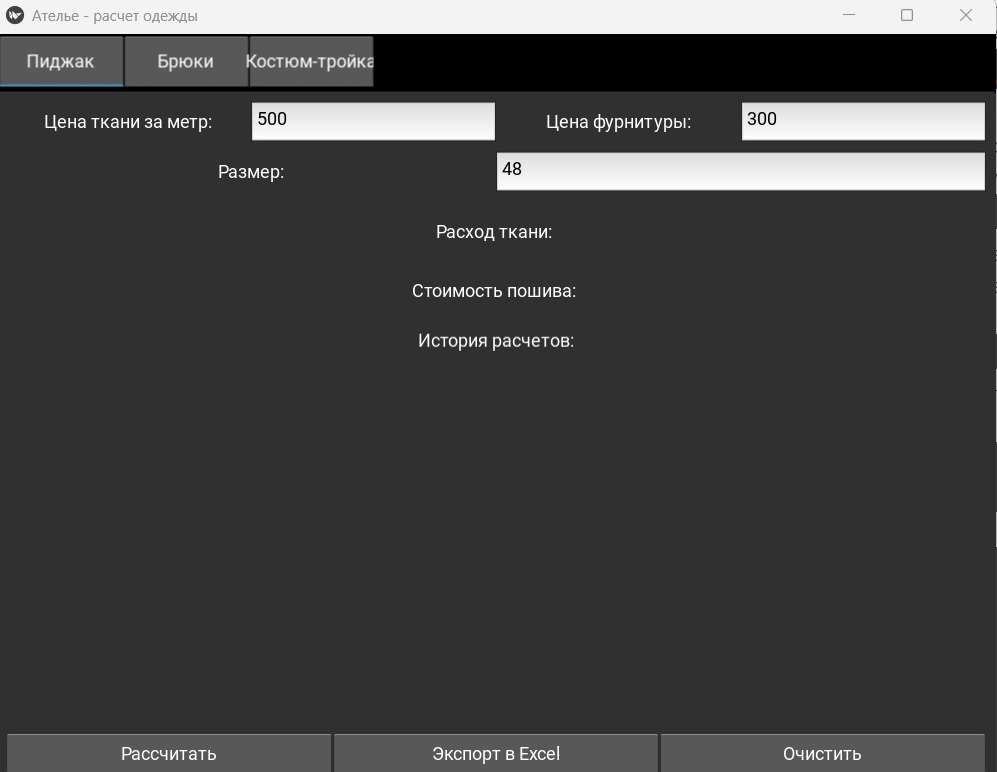 Ателье - расчет одежды
Пиджак Брюки Костюм-тройка
Цена ткани за метр: 500 Цена фурнитуры: 300
Размер: 48
Расход ткани:
Стоимость пошива:
История расчетов:
Рассчитать Экспорт в Excel Очистить